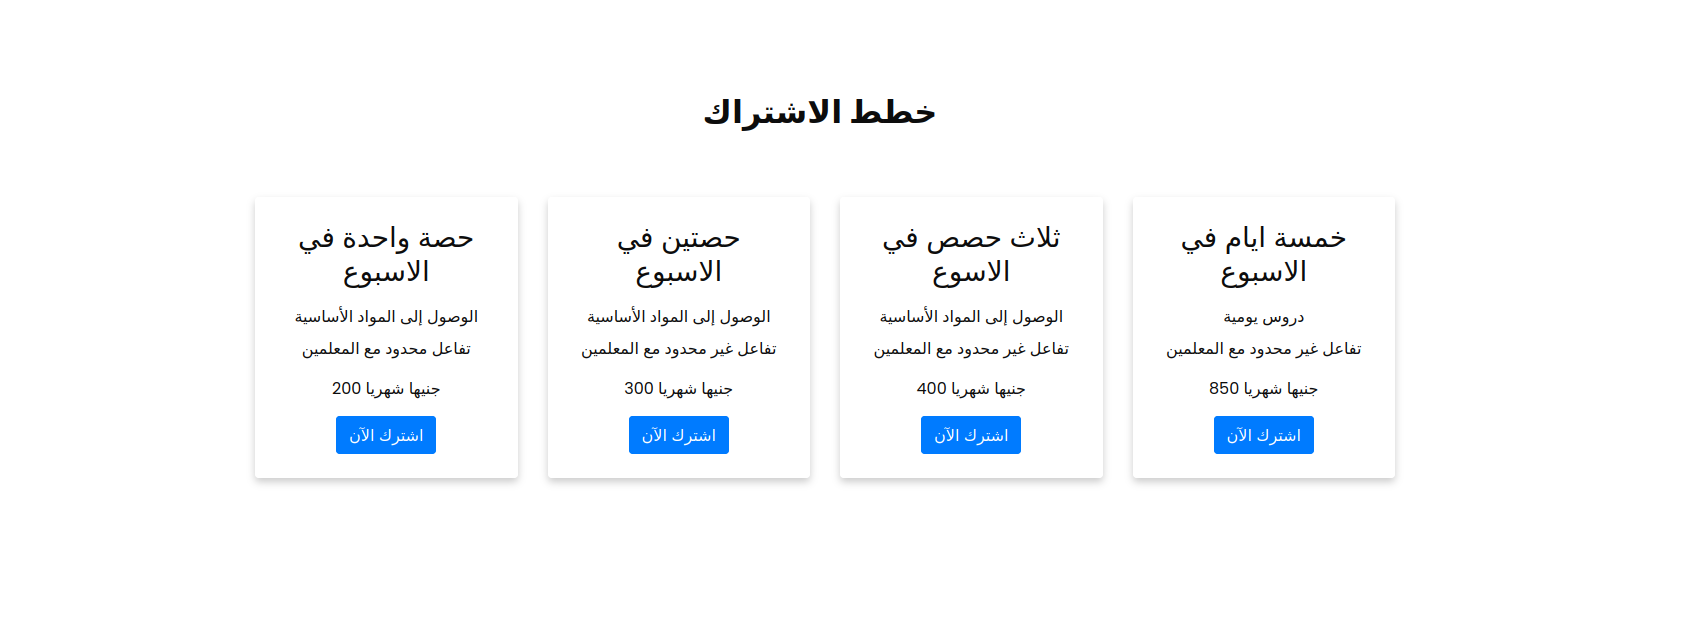 خطط الاشتراك
حصة واحدة في
الاسبوع
الوصول إلى المواد الأساسية
تفاعل محدود مع المعلمين
جنيها شهريا 200
اشترك الآن
حصتين في
الاسبوع
الوصول إلى المواد الأساسية
تفاعل غير محدود مع المعلمين
جنيها شهريا 300
اشترك الآن
ثلاث حصص في
الاسوع
الوصول إلى المواد الأساسية
تفاعل غير محدود مع المعلمين
جنيها شهريا 400
اشترك الآن
خمسة ايام في
الاسبوع
دروس يومية
تفاعل غير محدود مع المعلمين
جنيها شهريا 850
اشترك الآن